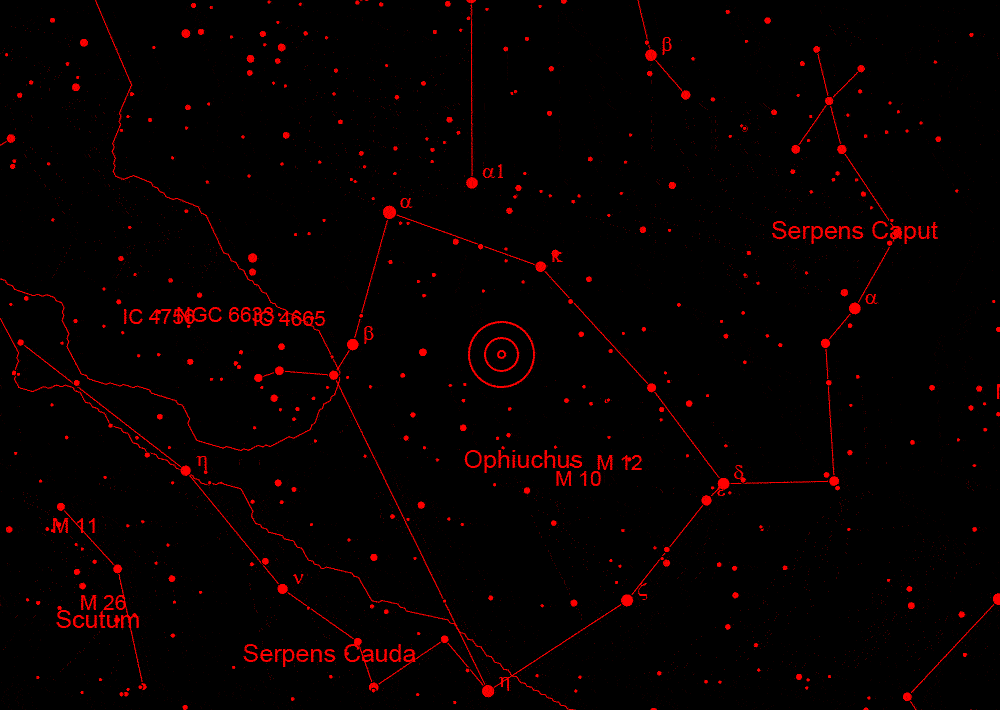 β
α1
α
Serpens Caput
κ
α
IC 4756 NGC 6633 IC 4665
β
Ophiuchus M 12
M 10
η
δ
ε
M 11
ν
ζ
M 26
Scutum
Serpens Cauda
η